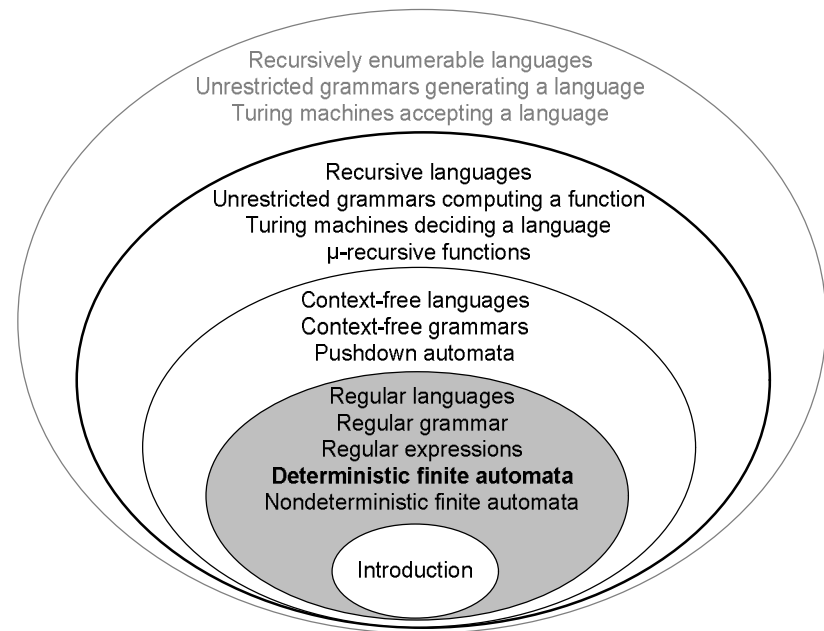 Recursively enumerable languages
Unrestricted grammars generating a language
Turing machines accepting a language
Recursive languages
Unrestricted grammars computing a function
Turing machines deciding a language
μ-recursive functions
Context-free languages
Context-free grammars
Pushdown automata
Regular languages
Regular grammar
Regular expressions
Deterministic finite automata
Nondeterministic finite automata
Introduction